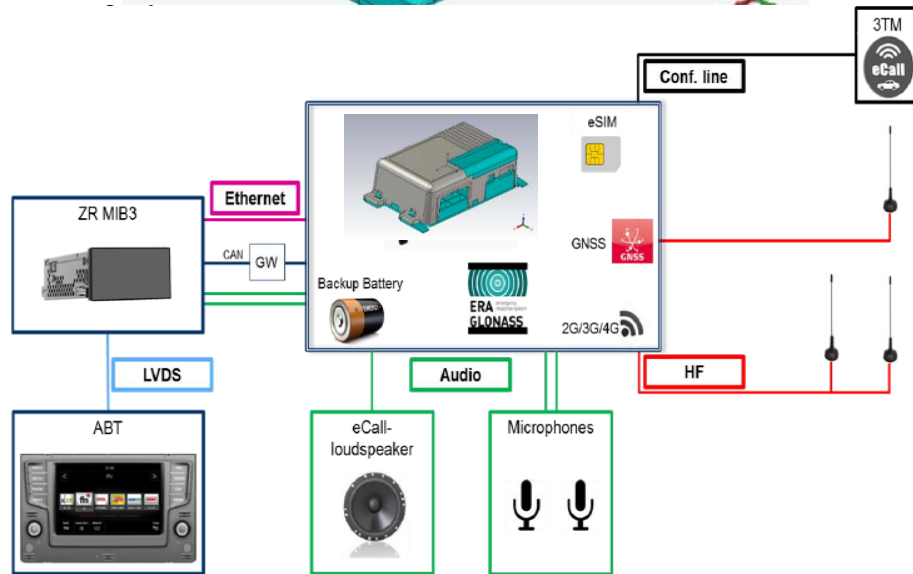 3TM
eCall
Conf. line
eSIM
Ethernet
ZR MIB3
GNSS
GNSS
CAN
GW
Backup Battery
ERA
GLONASS
2G/3G/4G
LVDS
Audio
HF
ABT
eCall-
loudspeaker
Microphones